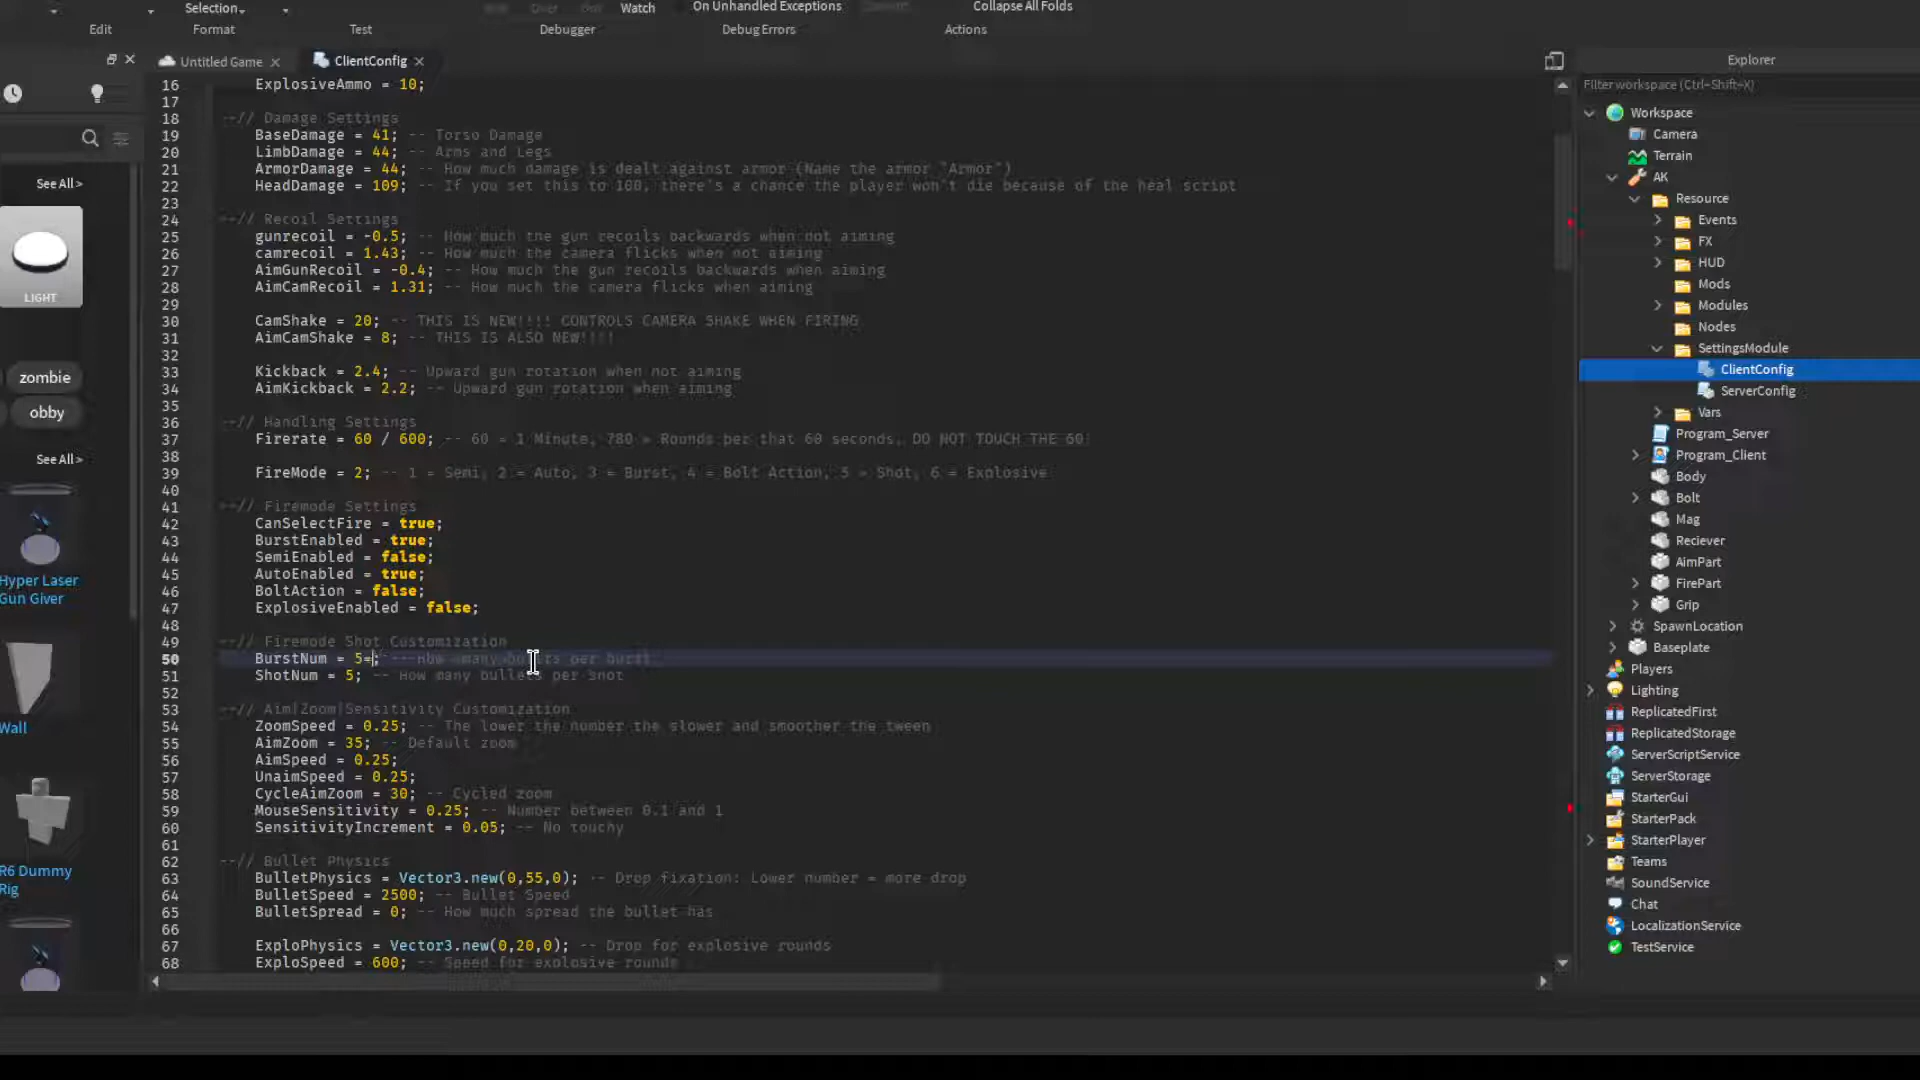 Selection
Watch
On Unhandled Exceptions
Collapse All Folds
Edit
Format
Test
Debugger
Debug Errors
Actions
Untitled Game
ClientConfig
Explorer
Filter workspace (Ctrl+Shift+X)
16 ExplosiveAmmo = 10;
17
18 --// Damage Settings
19 BaseDamage = 41; -- Torso Damage
20 LimbDamage = 44; -- Arms and Legs
21 ArmorDamage = 44; -- How much damage is dealt against armor (Name the armor "Armor")
22 HeadDamage = 109; -- If you set this to 100, there's a chance the player won't die because of the heal script
23
24 --// Recoil Settings
25 gunrecoil = -0.5; -- How much the gun recoils backwards when not aiming
26 camrecoil = 1.43; -- How much the camera flicks when not aiming
27 AimGunRecoil = -0.4; -- How much the gun recoils backwards when aiming
28 AimCamRecoil = 1.31; -- How much the camera flicks when aiming
29
30 CamShake = 20; -- THIS IS NEW!!!! CONTROLS CAMERA SHAKE WHEN FIRING
31 AimCamShake = 8; -- THIS IS ALSO NEW!!!!
32
33 Kickback = 2.4; -- Upward gun rotation when not aiming
34 AimKickback = 2.2; -- Upward gun rotation when aiming
35
36 --// Handling Settings
37 Firerate = 60 / 600; -- 60 = 1 Minute, 780 = Rounds per that 60 seconds. DO NOT TOUCH THE 60!
38
39 FireMode = 2; -- 1 = Semi, 2 = Auto, 3 = Burst, 4 = Bolt Action, 5 = Shot, 6 = Explosive
40
41 --// Firemode Settings
42 CanSelectFire = true;
43 BurstEnabled = true;
44 SemiEnabled = false;
45 AutoEnabled = true;
46 BoltAction = false;
47 ExplosiveEnabled = false;
48
49 --// Firemode Shot Customization
50 BurstNum = 5 ; -- How many per burst
51 ShotNum = 5; -- How many bullets per shot
52
53 --// Aim|Zoom|Sensitivity Customization
54 ZoomSpeed = 0.25; -- The lower the number the slower and smoother the tween
55 AimZoom = 35; -- Default zoom
56 AimSpeed = 0.25;
57 UnaimSpeed = 0.25;
58 CycleAimZoom = 30; -- Cycled zoom
59 MouseSensitivity = 0.25; -- Number between 0.1 and 1
60 SensitivityIncrement = 0.05; -- No touchy
61
62 --// Bullet Physics
63 BulletPhysics = Vector3.new(0,55,0); -- Drop fixation: Lower number = more drop
64 BulletSpeed = 2500; -- Bullet Speed
65 BulletSpread = 0; -- How much spread the bullet has
66
67 ExploPhysics = Vector3.new(0,20,0); -- Drop for explosive rounds
68 ExploSpeed = 600; -- Speed for explosive rounds
See All >
LIGHT
zombie
obby
See All >
Hyper Laser
Gun Giver
Wall
R6 Dummy
Rig
Workspace
Camera
Terrain
AK
Resource
Events
FX
HUD
Mods
Modules
Nodes
SettingsModule
ClientConfig
ServerConfig
Vars
Program_Server
Program_Client
Body
Bolt
Mag
Reciever
AimPart
FirePart
Grip
SpawnLocation
Baseplate
Players
Lighting
ReplicatedFirst
ReplicatedStorage
ServerScriptService
ServerStorage
StarterGui
StarterPack
StarterPlayer
Teams
SoundService
Chat
LocalizationService
TestService